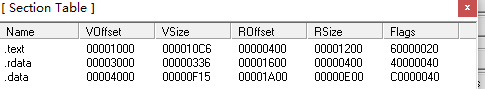 [ Section Table ]
Name VOffset VSize ROffset RSize Flags
.text 00001000 000010C6 00000400 00001200 60000020
.rdata 00003000 00000336 00001600 00000400 40000040
.data 00004000 00000F15 00001A00 00000E00 C0000040